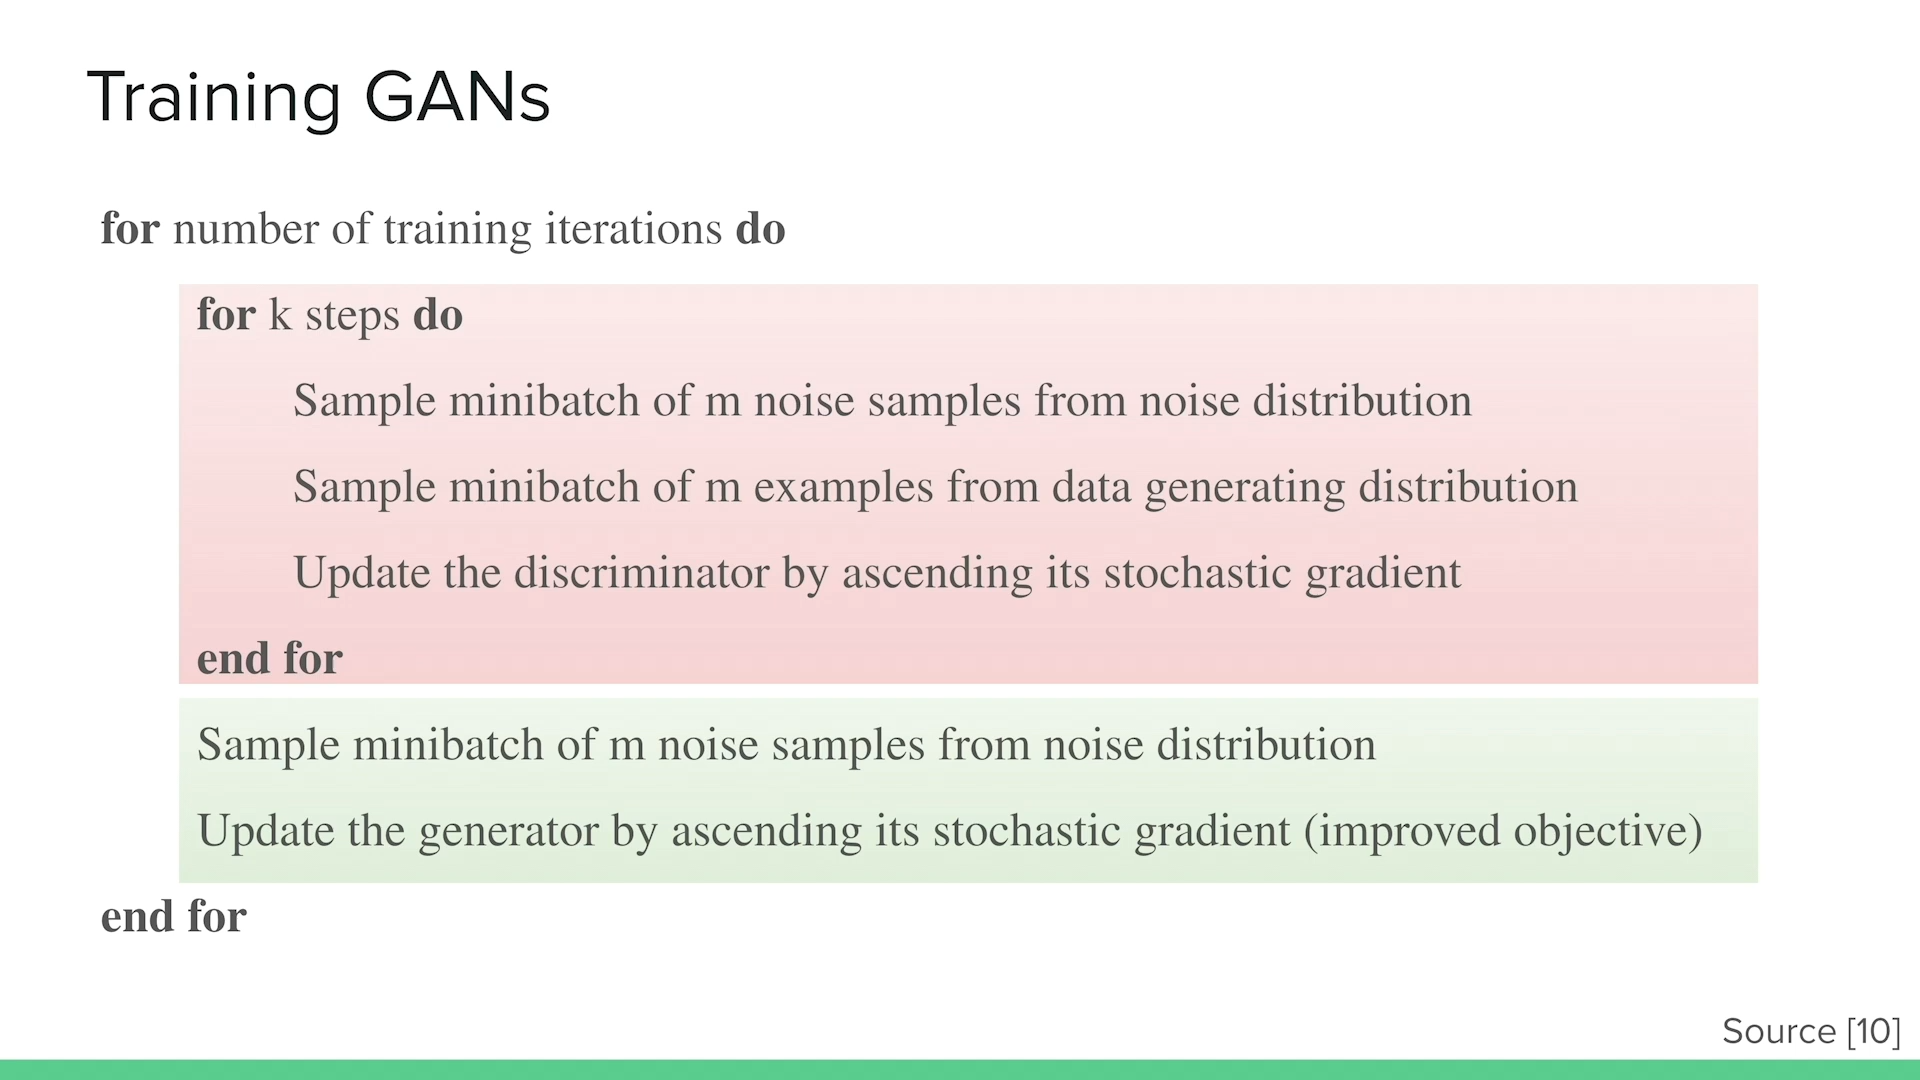 Training GANs
for number of training iterations do
for k steps do
Sample minibatch of m noise samples from noise distribution
Sample minibatch of m examples from data generating distribution
Update the discriminator by ascending its stochastic gradient
end for
Sample minibatch of m noise samples from noise distribution
Update the generator by ascending its stochastic gradient (improved objective)
end for
Source [10]